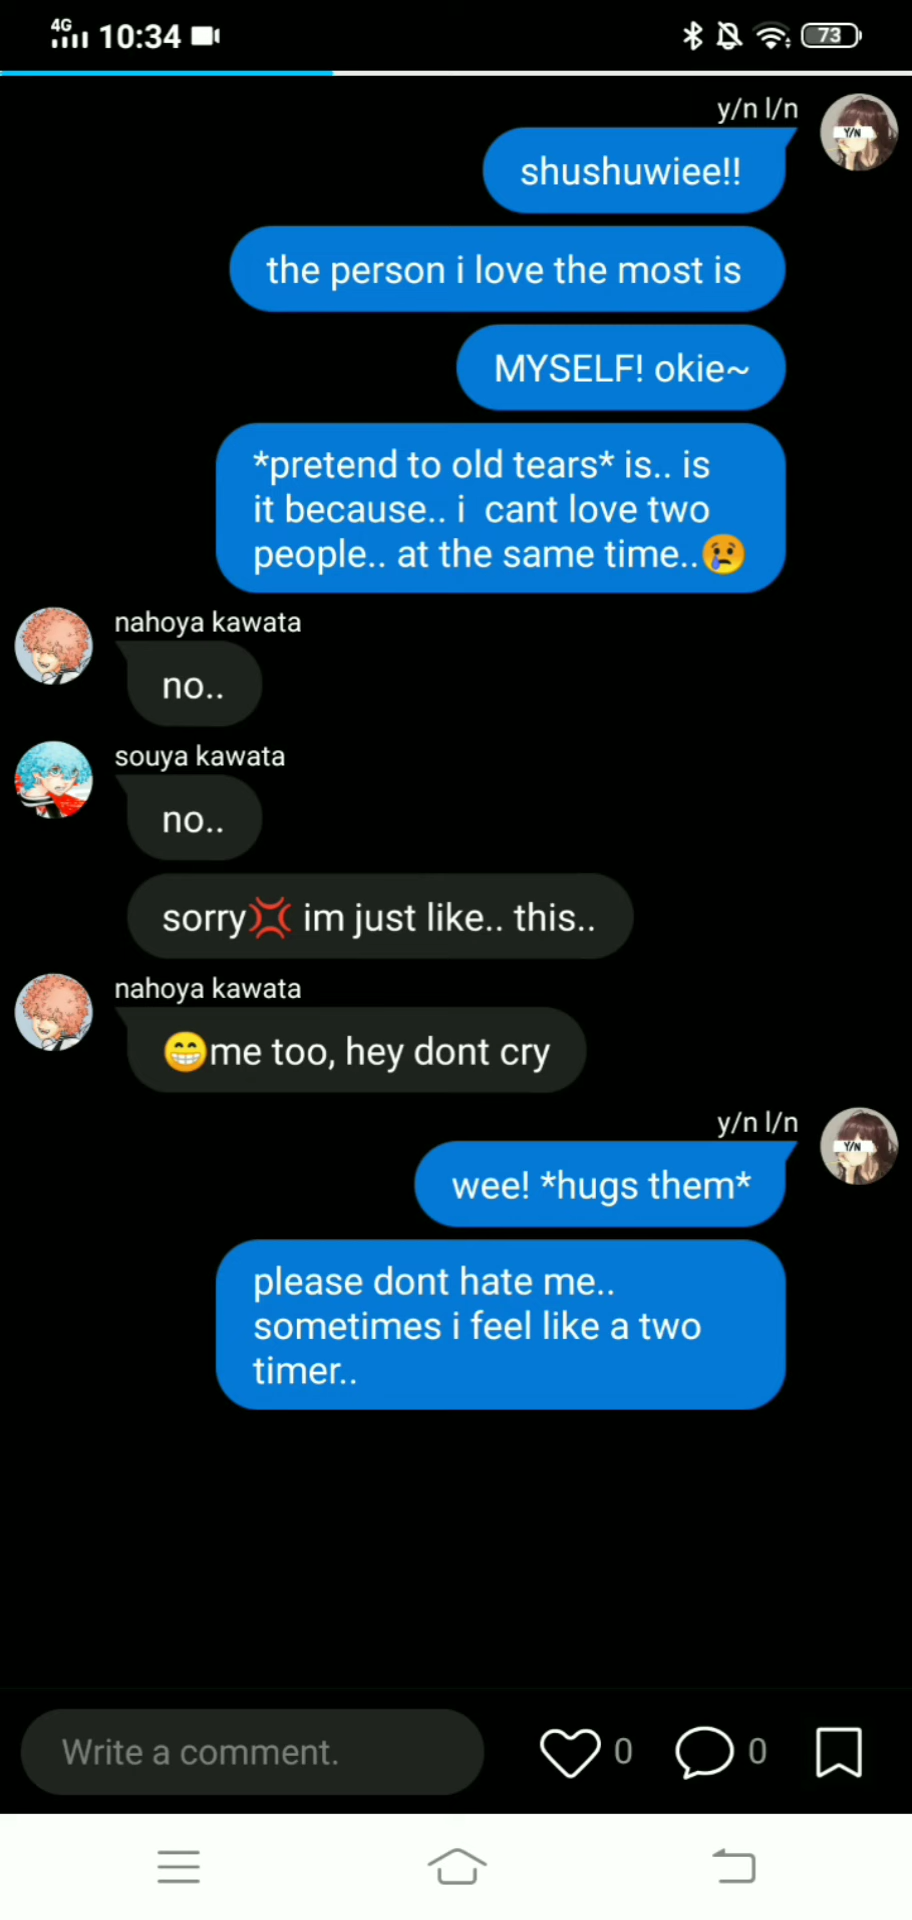 4G 10:34 73
y/n l/n
Y/N
shushuwiee!!
the person i love the most is
MYSELF! okie~
*pretend to old tears* is.. is
it because.. i cant love two
people.. at the same time..😢
nahoya kawata
no..
souya kawata
no..
sorry💢 im just like.. this..
nahoya kawata
😁me too, hey dont cry
y/n l/n
Y/N
wee! *hugs them*
please dont hate me..
sometimes i feel like a two
timer..
Write a comment.
0
0